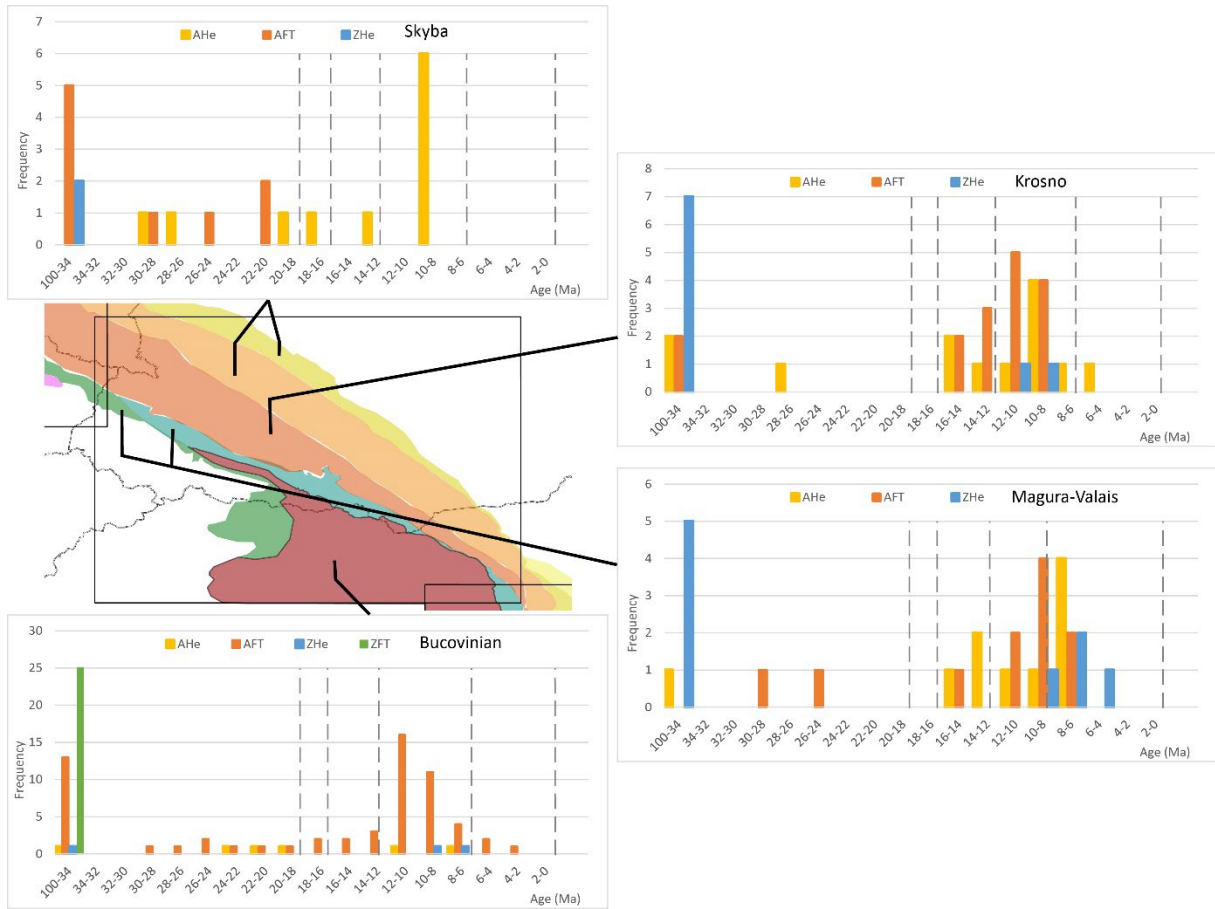 Skyba
AHe AFT ZHe
Frequency
7
6
5
4
3
2
1
0
100-34 34-32 32-30 30-28 28-26 26-24 24-22 22-20 20-18 18-16 16-14 14-12 12-10 10-8 8-6 6-4 4-2 2-0
Age (Ma)
Krosno
AHe AFT ZHe
Frequency
8
7
6
5
4
3
2
1
0
100-34 34-32 32-30 30-28 28-26 26-24 24-22 22-20 20-18 18-16 16-14 14-12 12-10 10-8 8-6 6-4 4-2 2-0
Age (Ma)
Magura-Valais
AHe AFT ZHe
Frequency
6
5
4
3
2
1
0
100-34 34-32 32-30 30-28 28-26 26-24 24-22 22-20 20-18 18-16 16-14 14-12 12-10 10-8 8-6 6-4 4-2 2-0
Age (Ma)
Bucovinian
AHe AFT ZHe ZFT
Frequency
30
25
20
15
10
5
0
100-34 34-32 32-30 30-28 28-26 26-24 24-22 22-20 20-18 18-16 16-14 14-12 12-10 10-8 8-6 6-4 4-2 2-0
Age (Ma)